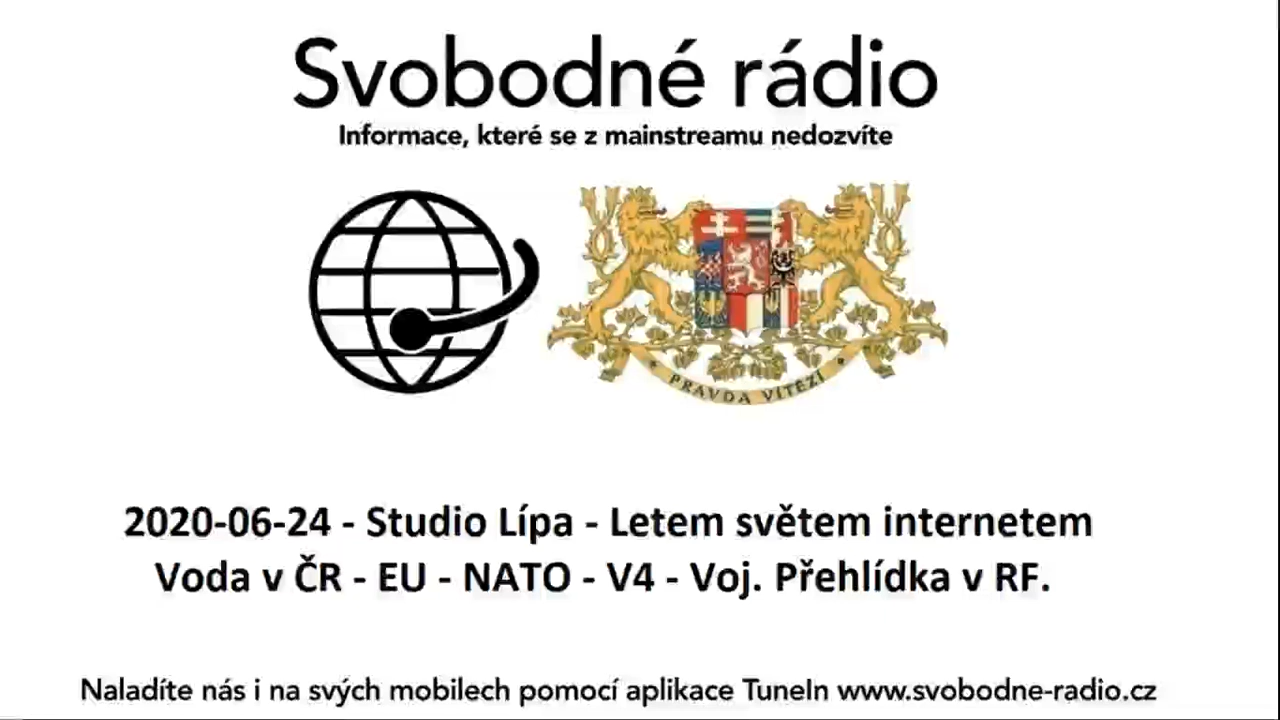 Svobodné rádio
Informace, které se z mainstreamu nedozvíte
PRAVDA VÍTĚZÍ
2020-06-24 - Studio Lípa - Letem světem internetem
Voda v ČR - EU - NATO - V4 - Voj. Přehlídka v RF.
Naladíte nás i na svých mobilech pomocí aplikace TuneIn www.svobodne-radio.cz